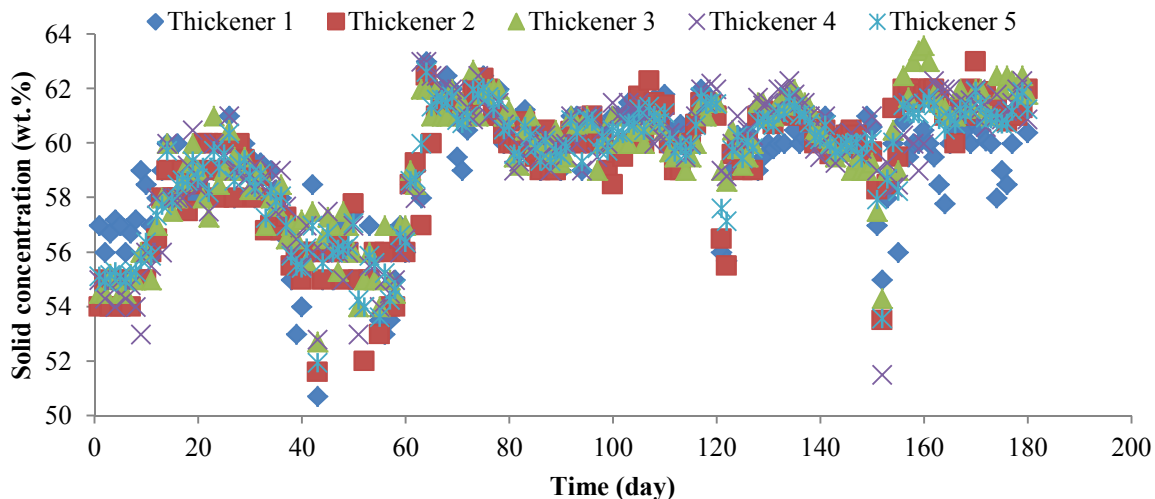 Thickener 1 Thickener 2 Thickener 3 Thickener 4 Thickener 5
Solid concentration (wt.%)
64
62
60
58
56
54
52
50
0 20 40 60 80 100 120 140 160 180 200
Time (day)